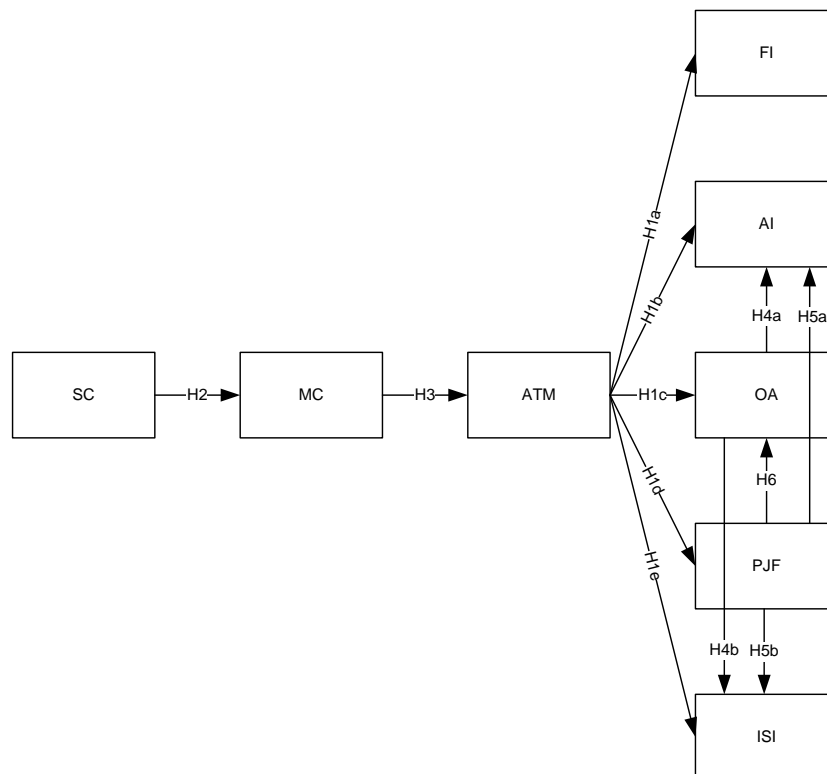 FI
H1a
AI
H1b
H4a
H5a
SC
H2
MC
H3
ATM
H1c
OA
H1d
H6
PJF
H1e
H4b
H5b
ISI